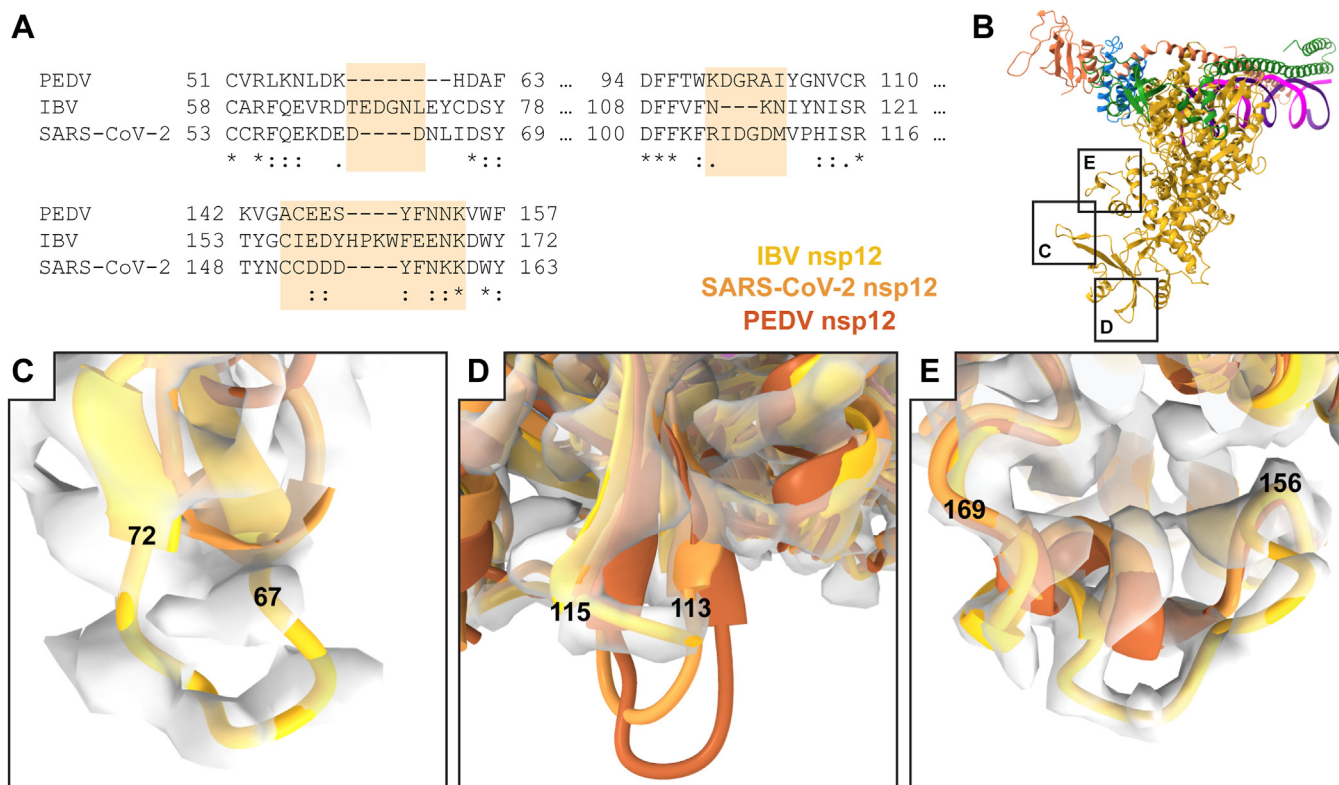 A
PEDV 51 CVRLKNLDK--------HDAF 63 ... 94 DFFTWKDGRAIYGNVCR 110 ...
IBV 58 CARFQEVRDTEDGNLEYCDSY 78 ... 108 DFFVFN---KNIYNISR 121 ...
SARS-CoV-2 53 CCRFQEKDED----DNLIDSY 69 ... 100 DFFKFRIDGDMVPHISR 116 ...
* *::: . *:: *** :. ::.*
PEDV 142 KVGACEES----YFNNKVWF 157
IBV 153 TYGCIEDYHPKWFEENKDWY 172
SARS-CoV-2 148 TYNCCDDD----YFNKKDWY 163
:: : ::* *:
IBV nsp12
SARS-CoV-2 nsp12
PEDV nsp12
B
E
C
D
C
72
67
D
115
113
E
169
156